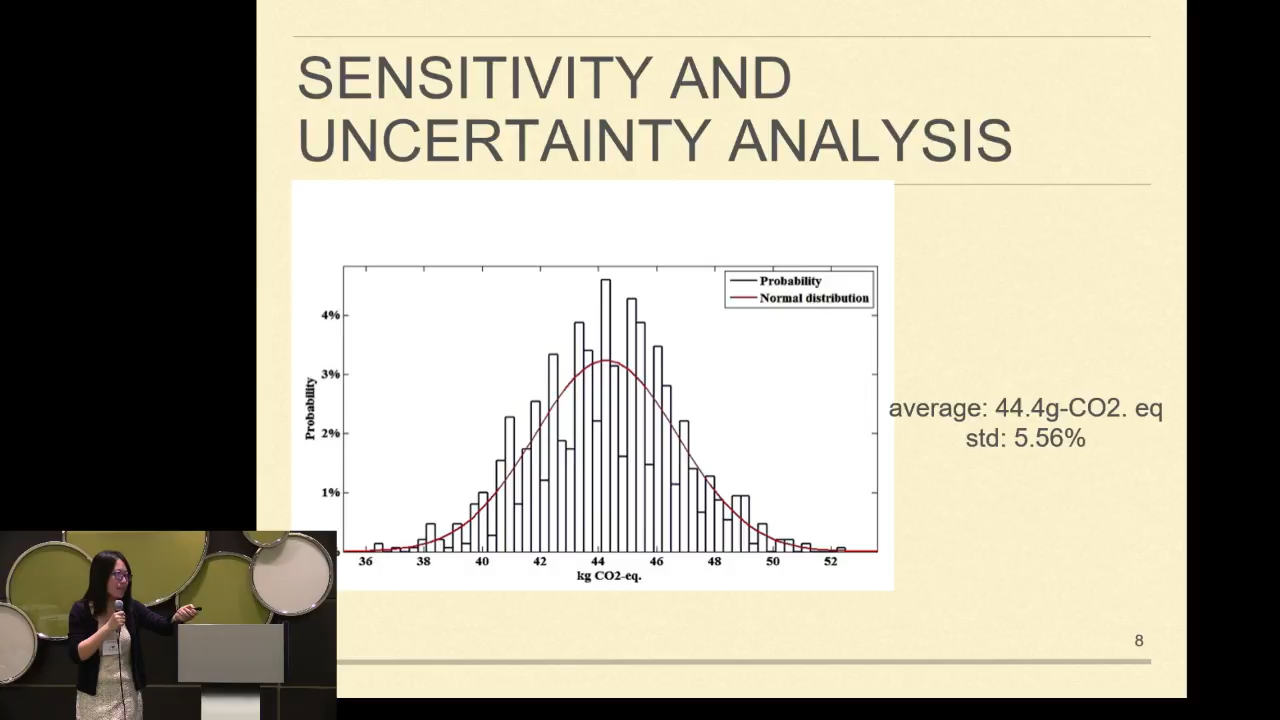 SENSITIVITY AND
UNCERTAINTY ANALYSIS
Probability
Normal distribution
4%
3%
2%
1%
Probability
36 38 40 42 44 46 48 50 52
kg CO2-eq.
average: 44.4g-CO2. eq
std: 5.56%
8